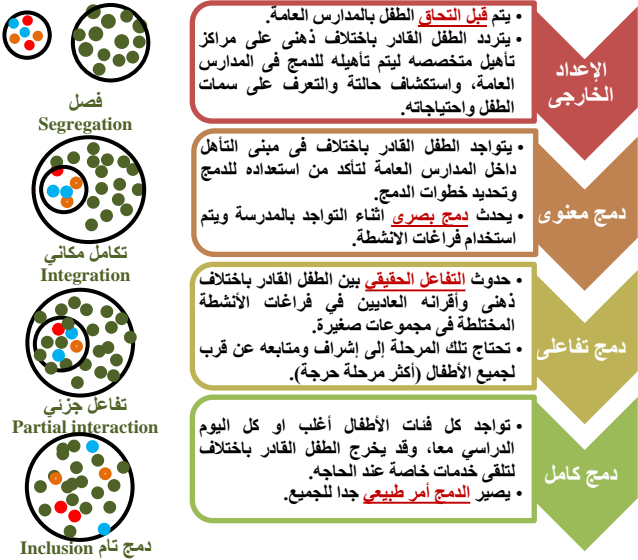 الإعداد
الخارجى
• يتم قبل التحاق الطفل بالمدارس العامة.
• يتردد الطفل القادر باختلاف ذهنى على مراكز
تأهيل متخصصه ليتم تأهيله للدمج فى المدارس
العامة، واستكشاف حالتة والتعرف على سمات
الطفل واحتياجاته.
فصل
Segregation
دمج معنوى
• يتواجد الطفل القادر باختلاف فى مبنى التأهل
داخل المدارس العامة لتأكد من استعداده للدمج
وتحديد خطوات الدمج.
• يحدث دمج بصرى اثناء التواجد بالمدرسة ويتم
استخدام فراغات الانشطة.
تكامل مكاني
Integration
دمج تفاعلى
• حدوث التفاعل الحقيقي بين الطفل القادر باختلاف
ذهنى وأقرانه العاديين في فراغات الأنشطة
المختلطة فى مجموعات صغيرة.
• تحتاج تلك المرحلة إلى إشراف ومتابعه عن قرب
لجميع الأطفال (أكثر مرحلة حرجة).
تفاعل جزئي
Partial interaction
دمج كامل
• تواجد كل فئات الأطفال أغلب او كل اليوم
الدراسي معا، وقد يخرج الطفل القادر باختلاف
لتلقى خدمات خاصة عند الحاجه.
• يصير الدمج أمر طبيعي جدا للجميع.
دمج تام Inclusion